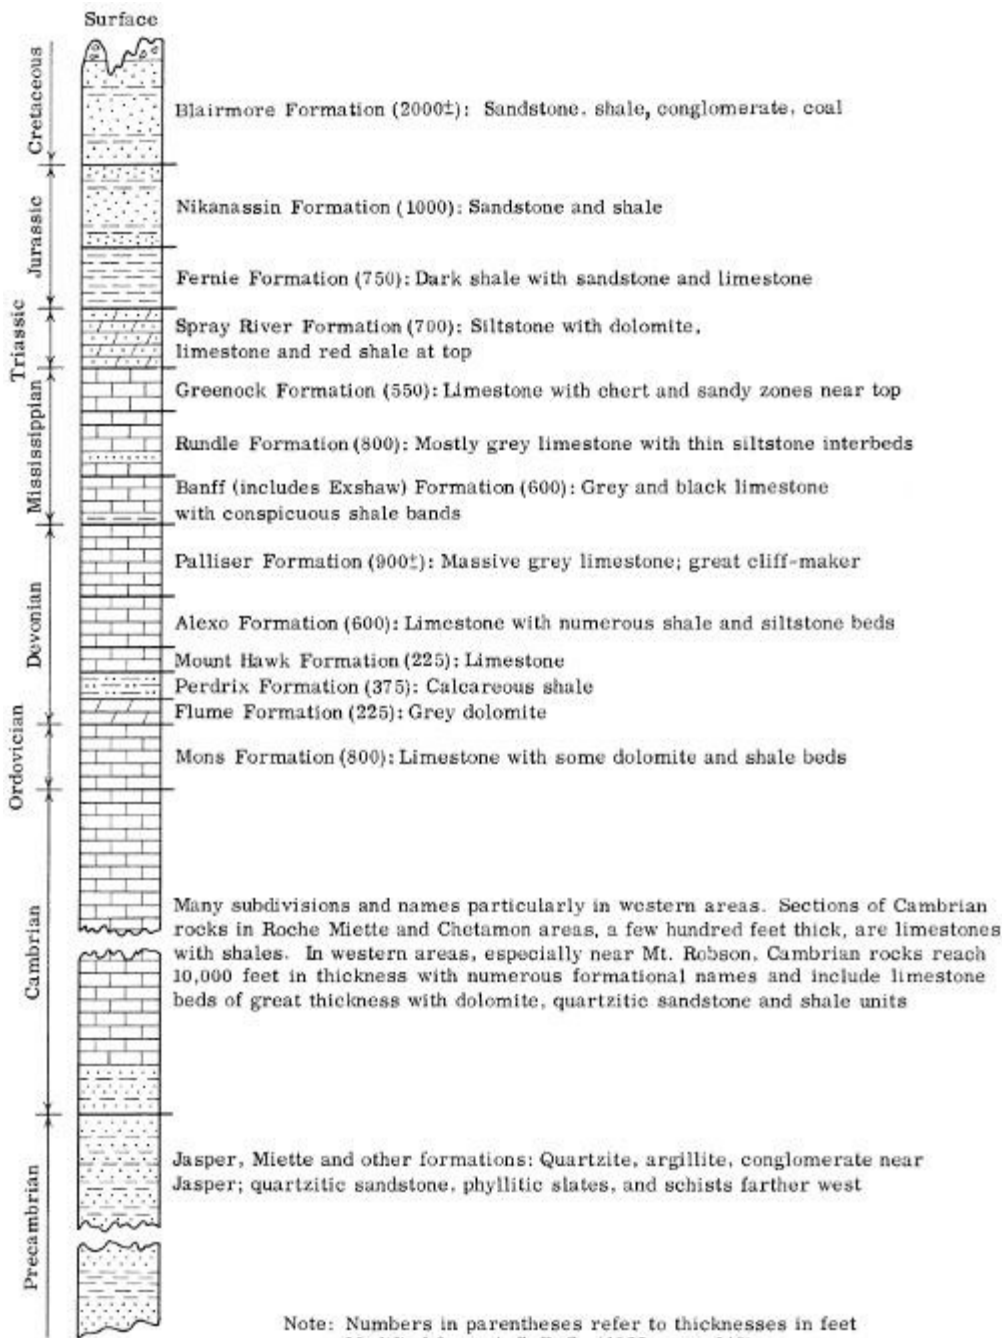 Surface
Cretaceous
Blairmore Formation (2000±): Sandstone, shale, conglomerate, coal
Jurassic
Nikanassin Formation (1000): Sandstone and shale
Fernie Formation (750): Dark shale with sandstone and limestone
Triassic
Spray River Formation (700): Siltstone with dolomite,
limestone and red shale at top
Mississippian
Greenock Formation (550): Limestone with chert and sandy zones near top
Rundle Formation (800): Mostly grey limestone with thin siltstone interbeds
Banff (includes Exshaw) Formation (600): Grey and black limestone
with conspicuous shale bands
Devonian
Palliser Formation (900±): Massive grey limestone; great cliff-maker
Alexo Formation (600): Limestone with numerous shale and siltstone beds
Mount Hawk Formation (225): Limestone
Perdrix Formation (375): Calcareous shale
Flume Formation (225): Grey dolomite
Ordovician
Mons Formation (800): Limestone with some dolomite and shale beds
Cambrian
Many subdivisions and names particularly in western areas. Sections of Cambrian
rocks in Roche Miette and Chetamon areas, a few hundred feet thick, are limestones
with shales. In western areas, especially near Mt. Robson, Cambrian rocks reach
10,000 feet in thickness with numerous formational names and include limestone
beds of great thickness with dolomite, quartzitic sandstone and shale units
Precambrian
Jasper, Miette and other formations: Quartzite, argillite, conglomerate near
Jasper; quartzitic sandstone, phyllitic slates, and schists farther west
Note: Numbers in parentheses refer to thicknesses in feet